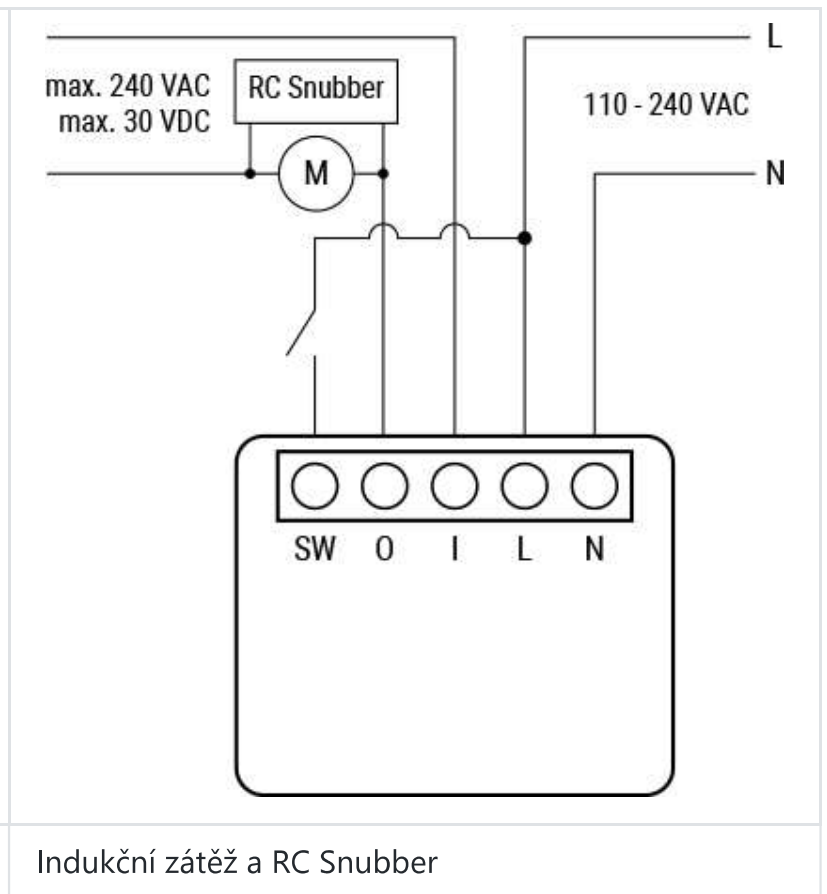 L
max. 240 VAC
max. 30 VDC
RC Snubber
110 - 240 VAC
M
N
SW O I L N
Indukční zátěž a RC Snubber